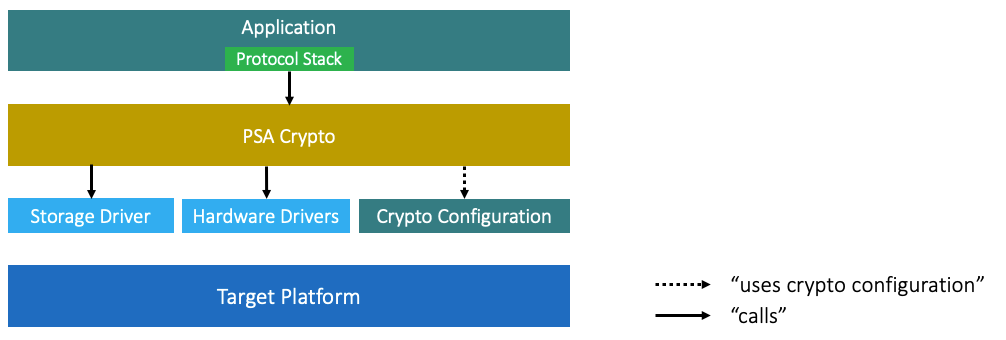 Application
Protocol Stack
PSA Crypto
Storage Driver
Hardware Drivers
Crypto Configuration
Target Platform
“uses crypto configuration”
“calls”